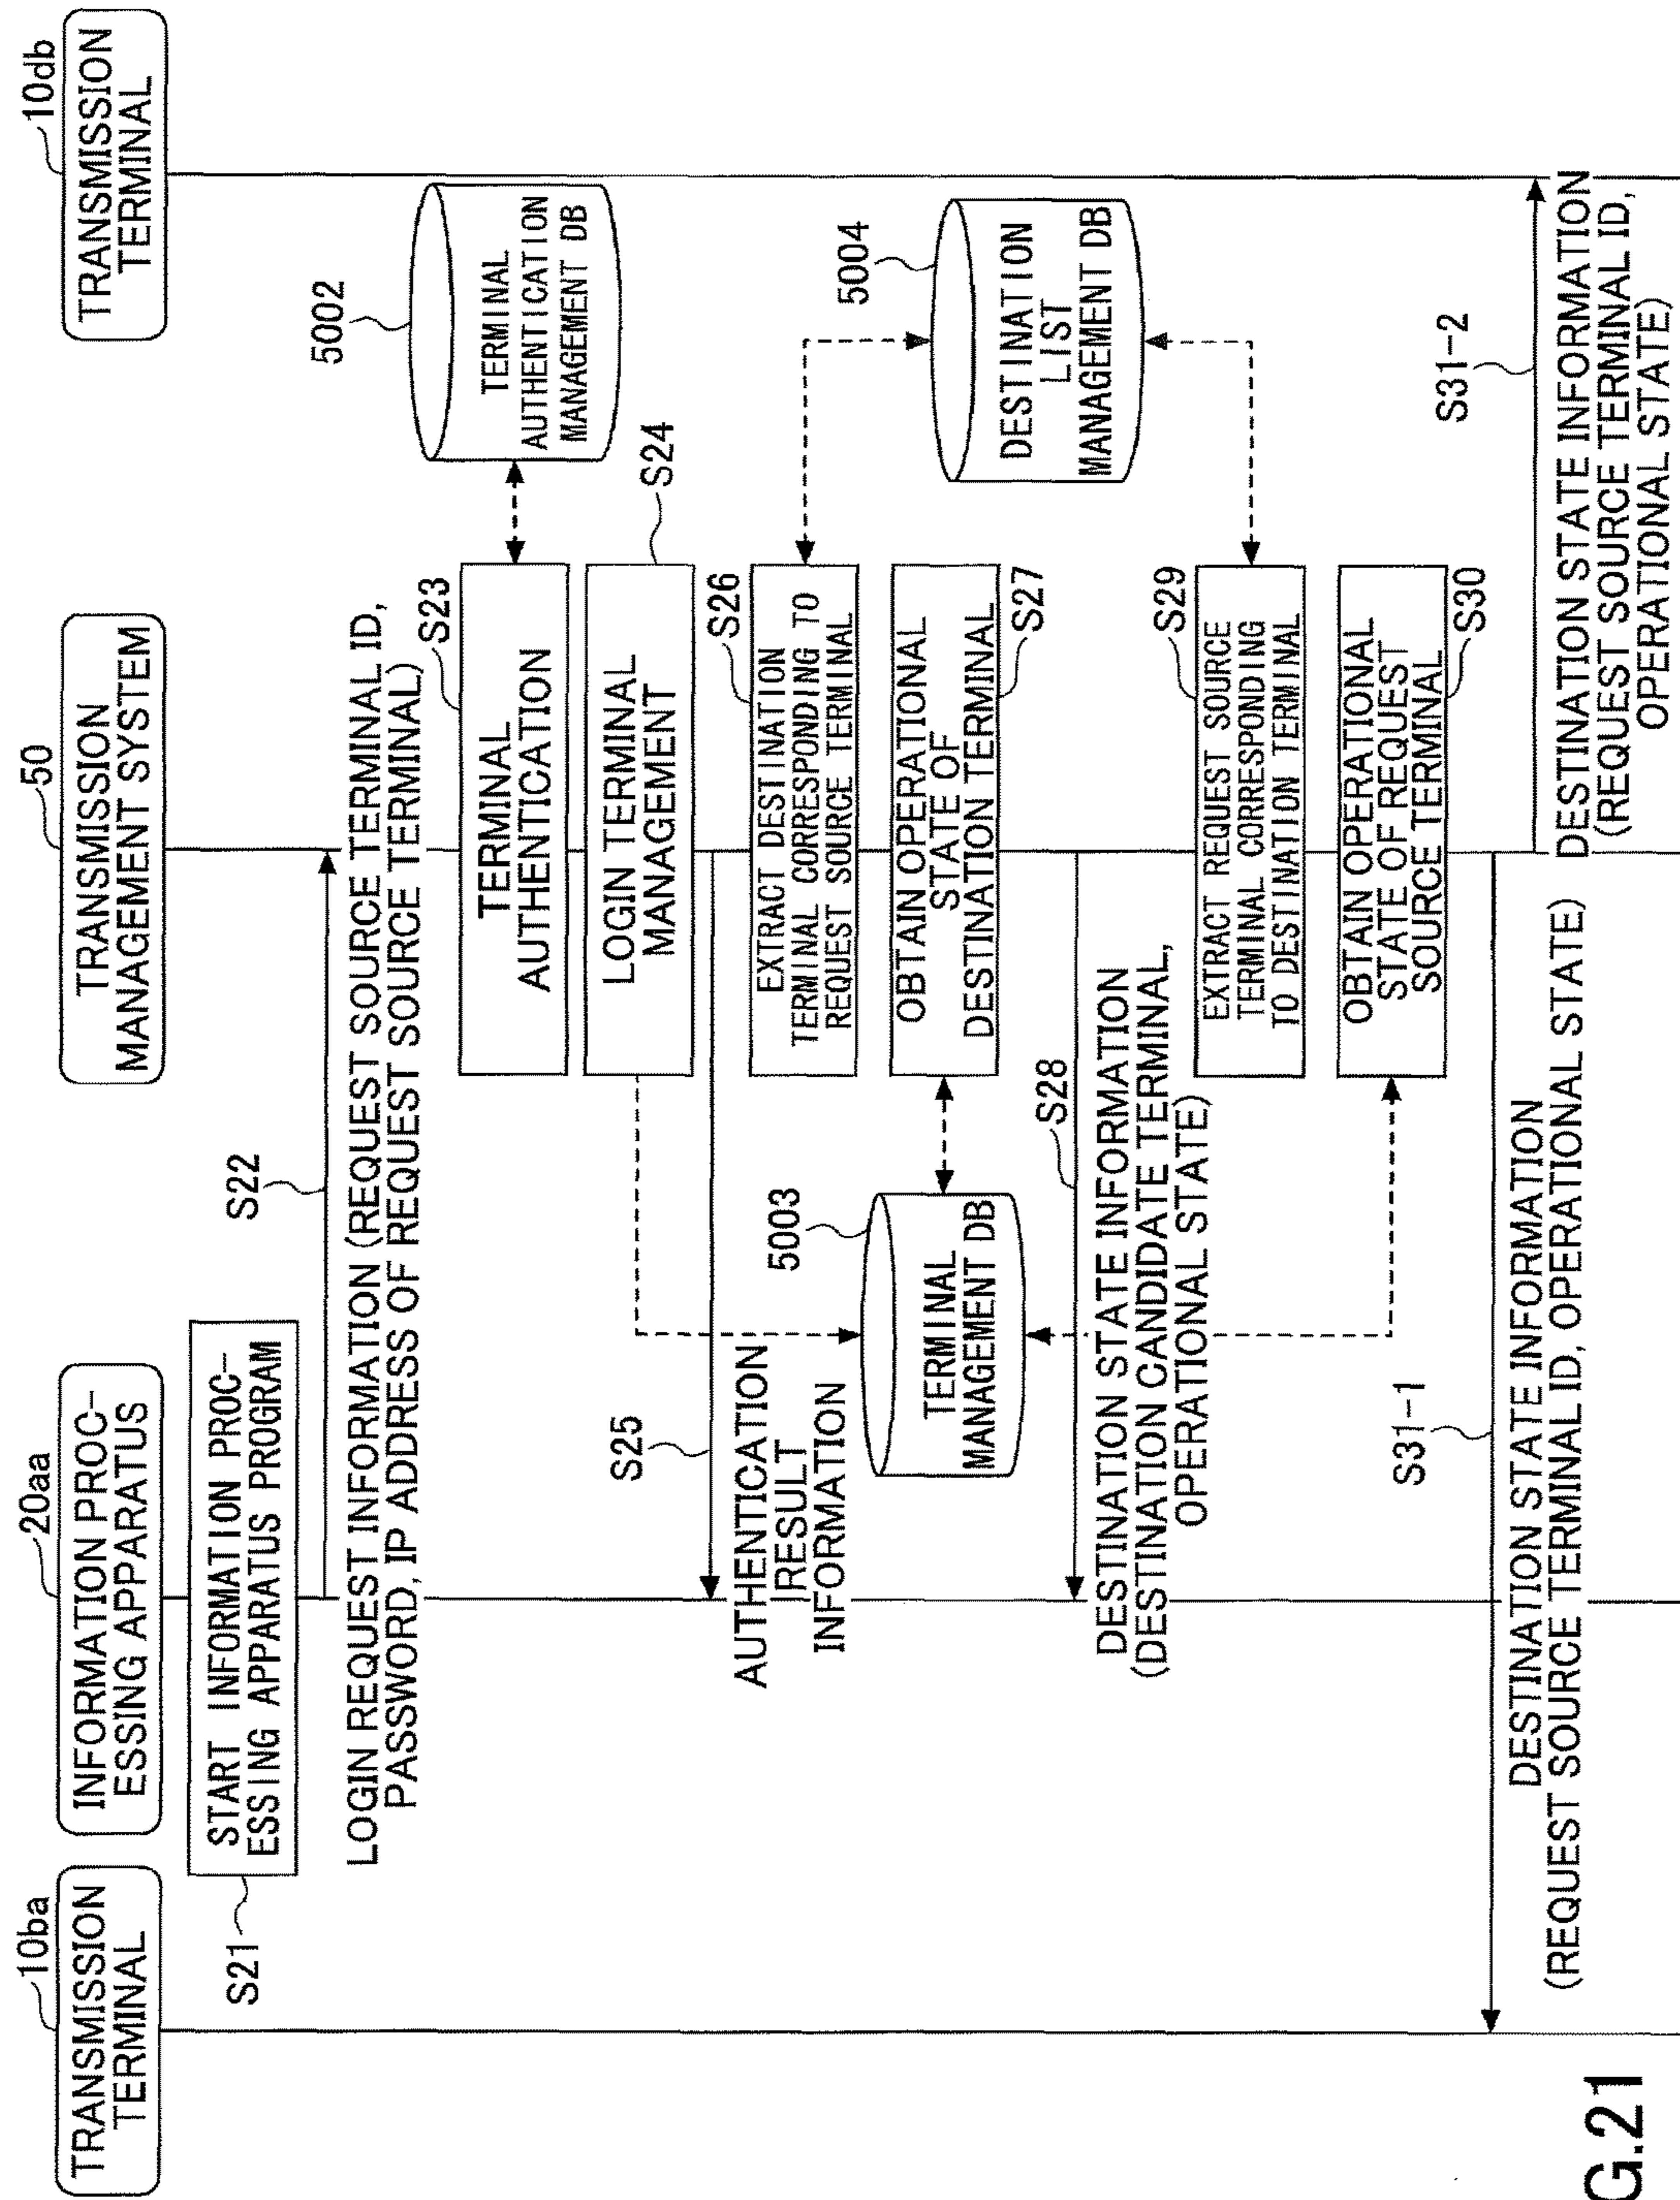 10ba
TRANSMISSION
TERMINAL
20aa
INFORMATION PROC-
ESSING APPARATUS
50
TRANSMISSION
MANAGEMENT SYSTEM
10db
TRANSMISSION
TERMINAL
S21
START INFORMATION PROC-
ESSING APPARATUS PROGRAM
S22
LOGIN REQUEST INFORMATION (REQUEST SOURCE TERMINAL ID,
PASSWORD, IP ADDRESS OF REQUEST SOURCE TERMINAL)
S23
TERMINAL
AUTHENTICATION
5002
TERMINAL
AUTHENTICATION
MANAGEMENT DB
S24
LOGIN TERMINAL
MANAGEMENT
S25
AUTHENTICATION
RESULT
INFORMATION
S26
EXTRACT DESTINATION
TERMINAL CORRESPONDING TO
REQUEST SOURCE TERMINAL
5003
TERMINAL
MANAGEMENT DB
OBTAIN OPERATIONAL
STATE OF
DESTINATION TERMINAL
S27
5004
DESTINATION
LIST
MANAGEMENT DB
S28
DESTINATION STATE INFORMATION
(DESTINATION CANDIDATE TERMINAL,
OPERATIONAL STATE)
S29
EXTRACT REQUEST SOURCE
TERMINAL CORRESPONDING
TO DESTINATION TERMINAL
OBTAIN OPERATIONAL
STATE OF REQUEST
SOURCE TERMINAL
S30
S31-1
DESTINATION STATE INFORMATION
(REQUEST SOURCE TERMINAL ID, OPERATIONAL STATE)
S31-2
DESTINATION STATE INFORMATION
(REQUEST SOURCE TERMINAL ID,
OPERATIONAL STATE)
G.21